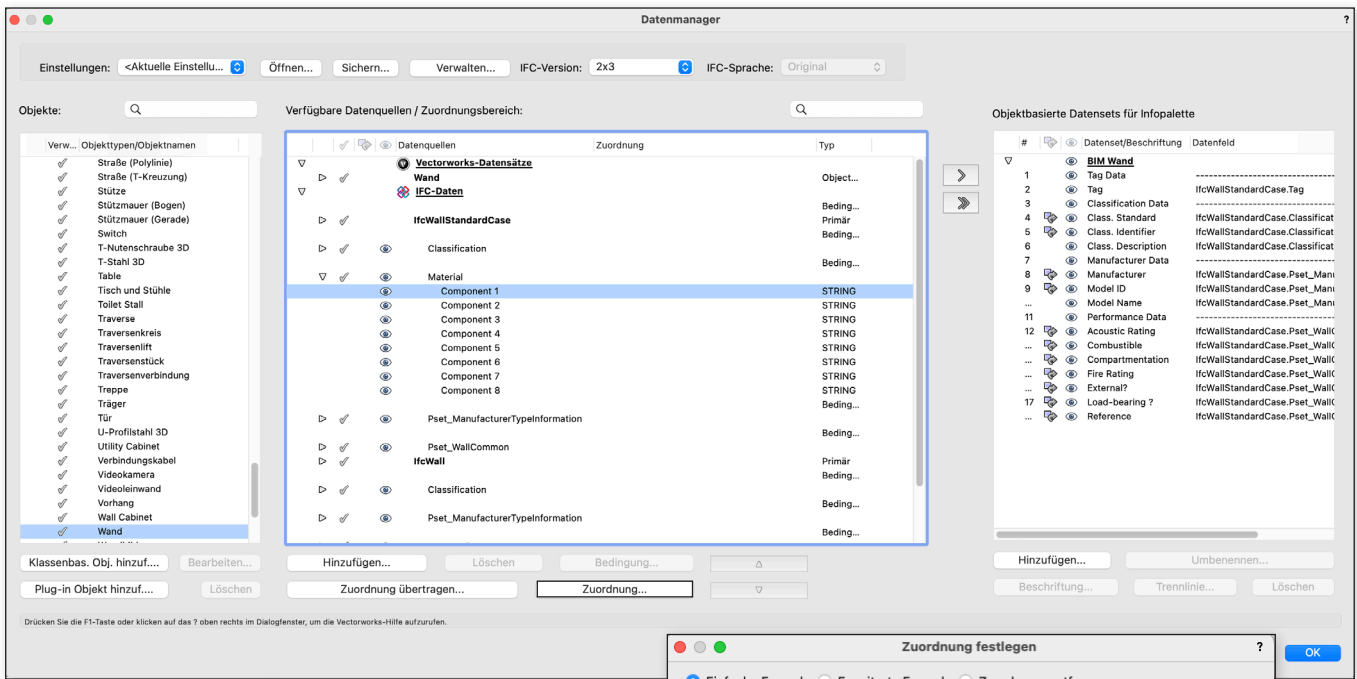 Datenmanager
?
Einstellungen: <Aktuelle Einstellu... Öffnen... Sichern... Verwalten... IFC-Version: 2x3 IFC-Sprache: Original
Objekte:
Verw... Objekttypen/Objektnamen
Straße (Polylinie)
Straße (T-Kreuzung)
Stütze
Stützmauer (Bogen)
Stützmauer (Gerade)
Switch
T-Nutenschraube 3D
T-Stahl 3D
Table
Tisch und Stühle
Toilet Stall
Traverse
Traversenkreis
Traversenlift
Traversenstück
Traversenverbindung
Treppe
Träger
Tür
U-Profilstahl 3D
Utility Cabinet
Verbindungskabel
Videokamera
Videoleinwand
Vorhang
Wall Cabinet
Wand
Klassenbas. Obj. hinzuf.... Bearbeiten...
Plug-in Objekt hinzuf.... Löschen
Verfügbare Datenquellen / Zuordnungsbereich:
Datenquellen Zuordnung Typ
Vectorworks-Datensätze
Wand Object...
IFC-Daten
Beding...
IfcWallStandardCase Primär
Beding...
Classification
Beding...
Material
Component 1 STRING
Component 2 STRING
Component 3 STRING
Component 4 STRING
Component 5 STRING
Component 6 STRING
Component 7 STRING
Component 8 STRING
Beding...
Pset_ManufacturerTypeInformation
Beding...
Pset_WallCommon
IfcWall Primär
Beding...
Classification
Beding...
Pset_ManufacturerTypeInformation
Beding...
Hinzufügen... Löschen Bedingung...
Zuordnung übertragen... Zuordnung...
Objektbasierte Datensets für Infopalette
# Datenset/Beschriftung Datenfeld
BIM Wand
1 Tag Data --------------------
2 Tag IfcWallStandardCase.Tag
3 Classification Data --------------------
4 Class. Standard IfcWallStandardCase.Classificat
5 Class. Identifier IfcWallStandardCase.Classificat
6 Class. Description IfcWallStandardCase.Classificat
7 Manufacturer Data --------------------
8 Manufacturer IfcWallStandardCase.Pset_Man
9 Model ID IfcWallStandardCase.Pset_Man
... Model Name IfcWallStandardCase.Pset_Man
11 Performance Data --------------------
12 Acoustic Rating IfcWallStandardCase.Pset_Wall
... Combustible IfcWallStandardCase.Pset_Wall
... Compartmentation IfcWallStandardCase.Pset_Wall
... Fire Rating IfcWallStandardCase.Pset_Wall
... External? IfcWallStandardCase.Pset_Wall
17 Load-bearing ? IfcWallStandardCase.Pset_Wall
... Reference IfcWallStandardCase.Pset_Wall
Hinzufügen... Umbenennen...
Beschriftung... Trennlinie... Löschen
Drücken Sie die F1-Taste oder klicken auf das ? oben rechts im Dialogfenster, um die Vectorworks-Hilfe aufzurufen.
Zuordnung festlegen ?
OK